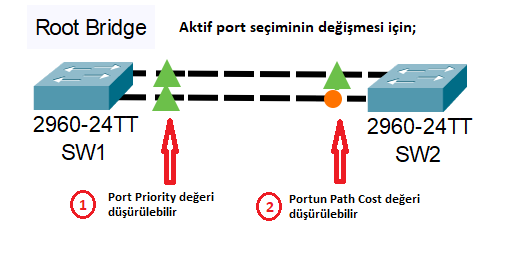 Root Bridge
Aktif port seçiminin değişmesi için;
2960-24TT
SW1
2960-24TT
SW2
1
Port Priority değeri
düşürülebilir
2
Portun Path Cost değeri
düşürülebilir